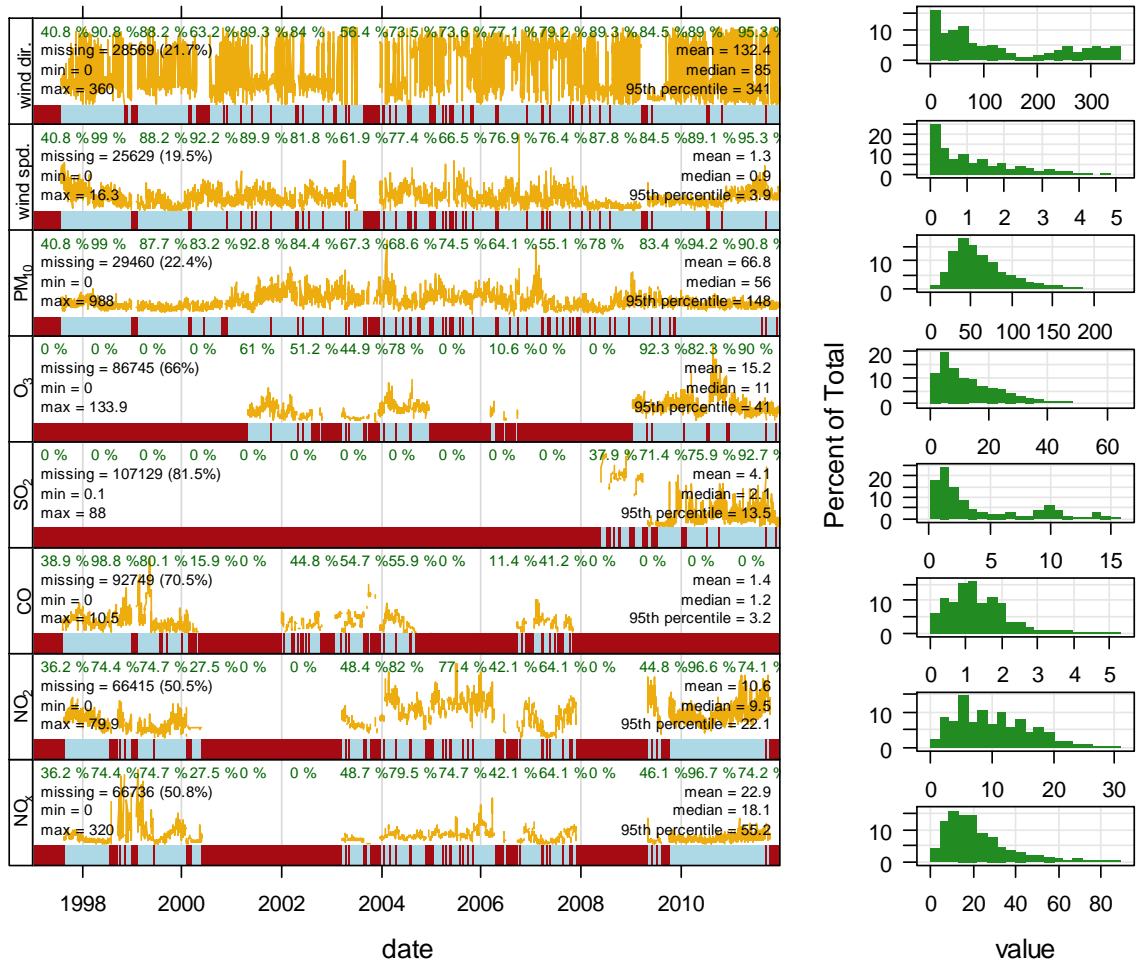 wind dir.
40.8 % 90.8 % 88.2 % 63.2 % 89.3 % 84 % 56.4 % 73.5 % 73.6 % 77.1 % 79.2 % 89.3 % 84.5 % 89 % 95.3 %
missing = 28569 (21.7%)
min = 0
max = 360
mean = 132.4
median = 85
95th percentile = 341
wind spd.
40.8 % 99 % 88.2 % 92.2 % 89.9 % 81.8 % 61.9 % 77.4 % 66.5 % 76.9 % 76.4 % 87.8 % 84.5 % 89.1 % 95.3 %
missing = 25629 (19.5%)
min = 0
max = 16.3
mean = 1.3
median = 0.9
95th percentile = 3.9
PM10
40.8 % 99 % 87.7 % 83.2 % 92.8 % 84.4 % 67.3 % 68.6 % 74.5 % 64.1 % 55.1 % 78 % 83.4 % 94.2 % 90.8 %
missing = 29460 (22.4%)
min = 0
max = 988
mean = 66.8
median = 56
95th percentile = 148
O3
0 % 0 % 0 % 0 % 61 % 51.2 % 44.9 % 78 % 0 % 10.6 % 0 % 0 % 92.3 % 82.3 % 90 %
missing = 86745 (66%)
min = 0
max = 133.9
mean = 15.2
median = 11
95th percentile = 41
SO2
0 % 0 % 0 % 0 % 0 % 0 % 0 % 0 % 0 % 0 % 0 % 37.9 % 71.4 % 75.9 % 92.7 %
missing = 107129 (81.5%)
min = 0.1
max = 88
mean = 4.1
median = 2.1
95th percentile = 13.5
CO
38.9 % 98.8 % 80.1 % 15.9 % 0 % 44.8 % 54.7 % 55.9 % 0 % 11.4 % 41.2 % 0 % 0 % 0 % 0 %
missing = 92749 (70.5%)
min = 0
max = 10.5
mean = 1.4
median = 1.2
95th percentile = 3.2
NO2
36.2 % 74.4 % 74.7 % 27.5 % 0 % 0 % 48.4 % 82 % 77.4 % 42.1 % 64.1 % 0 % 44.8 % 96.6 % 74.1 %
missing = 66415 (50.5%)
min = 0
max = 79.9
mean = 10.6
median = 9.5
95th percentile = 22.1
NOx
36.2 % 74.4 % 74.7 % 27.5 % 0 % 0 % 48.7 % 79.5 % 74.7 % 42.1 % 64.1 % 0 % 46.1 % 96.7 % 74.2 %
missing = 66736 (50.8%)
min = 0
max = 320
mean = 22.9
median = 18.1
95th percentile = 55.2
1998 2000 2002 2004 2006 2008 2010
date
Percent of Total
10
0
0 100 200 300
20
10
0
0 1 2 3 4 5
10
0
0 50 100 150 200
20
10
0
0 20 40 60
20
10
0
0 5 10 15
10
0
0 1 2 3 4 5
10
0
0 10 20 30
10
0
0 20 40 60 80
value